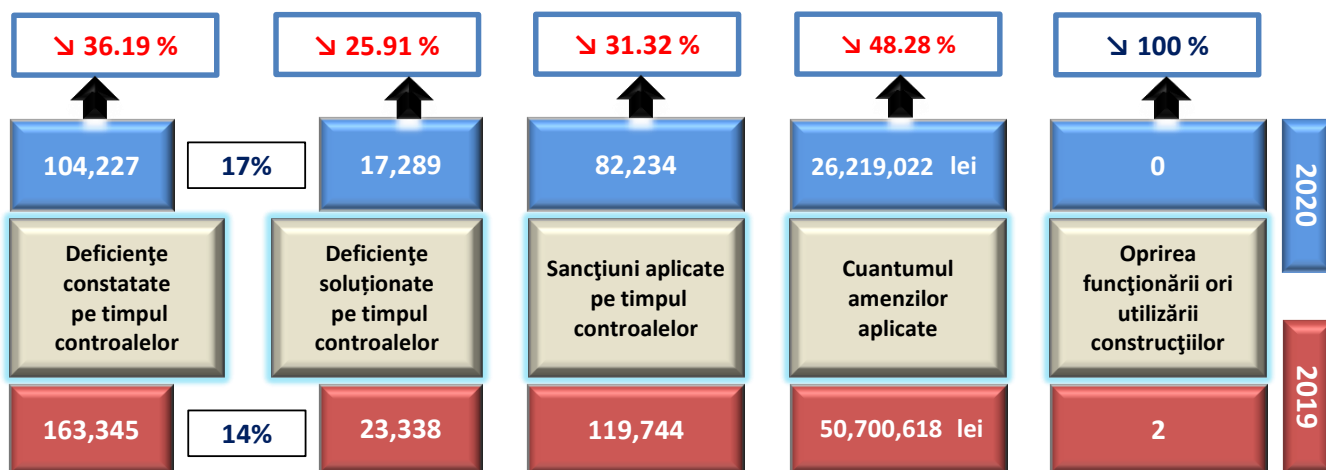 ↘ 36.19 %
↘ 25.91 %
↘ 31.32 %
↘ 48.28 %
↘ 100 %
104,227
17%
17,289
82,234
26,219,022 lei
0
2020
Deficienţe
constatate
pe timpul
controalelor
Deficiențe
soluționate
pe timpul
controalelor
Sancţiuni aplicate
pe timpul
controalelor
Cuantumul
amenzilor
aplicate
Oprirea
funcţionării ori
utilizării
construcţiilor
163,345
14%
23,338
119,744
50,700,618 lei
2
2019